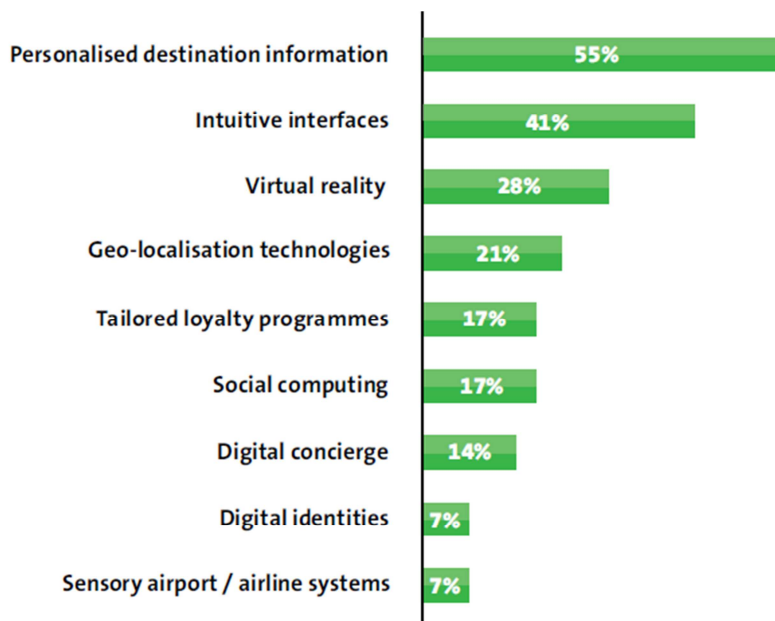 Personalised destination information 55%
Intuitive interfaces 41%
Virtual reality 28%
Geo-localisation technologies 21%
Tailored loyalty programmes 17%
Social computing 17%
Digital concierge 14%
Digital identities 7%
Sensory airport / airline systems 7%